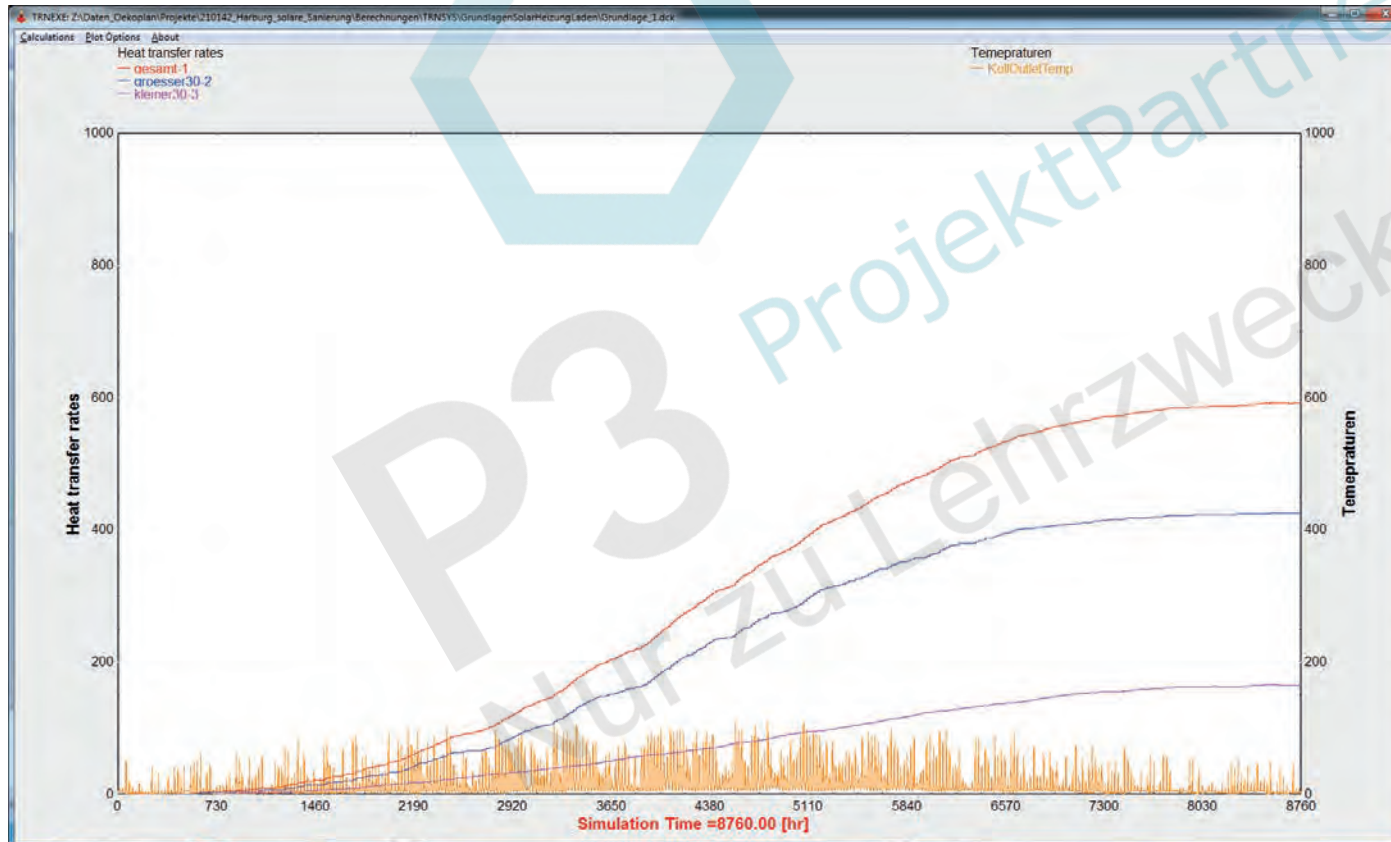 TRNEXE: Z:\Daten_Oekoplan\Projekte\210142_Harburg_solare_Sanierung\Berechnungen\TRNSYS\GrundlagenSolarHeizungLaden\Grundlage_1.dck
Calculations Plot Options About
Heat transfer rates
gesamt-1
groesser30-2
kleiner30-3
Temepraturen
KollOutletTemp
1000
800
600
400
200
0
Heat transfer rates
1000
800
600
400
200
0
Temepraturen
0 730 1460 2190 2920 3650 4380 5110 5840 6570 7300 8030 8760
Simulation Time =8760.00 [hr]
P3
ProjektPartne
Nur zu Lehrzweck